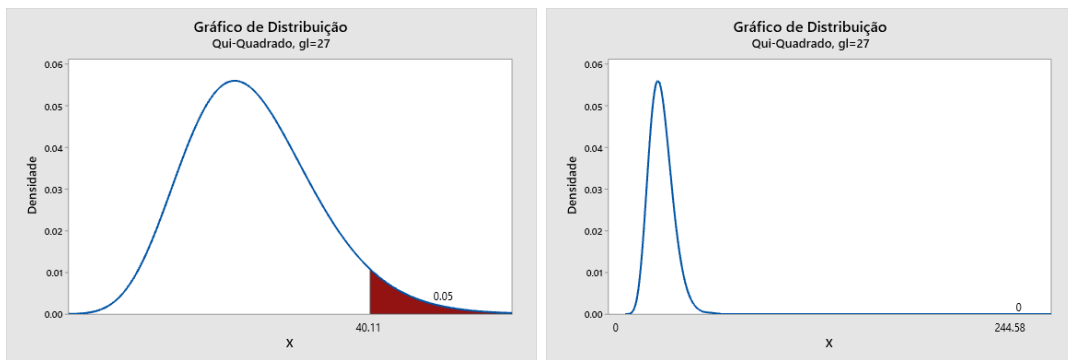 Gráfico de Distribuição
Qui-Quadrado, gl=27
0.06
0.05
0.04
0.03
0.02
0.01
0.00
Densidade
0.05
40.11
X
Gráfico de Distribuição
Qui-Quadrado, gl=27
0.06
0.05
0.04
0.03
0.02
0.01
0.00
Densidade
0
0
244.58
X